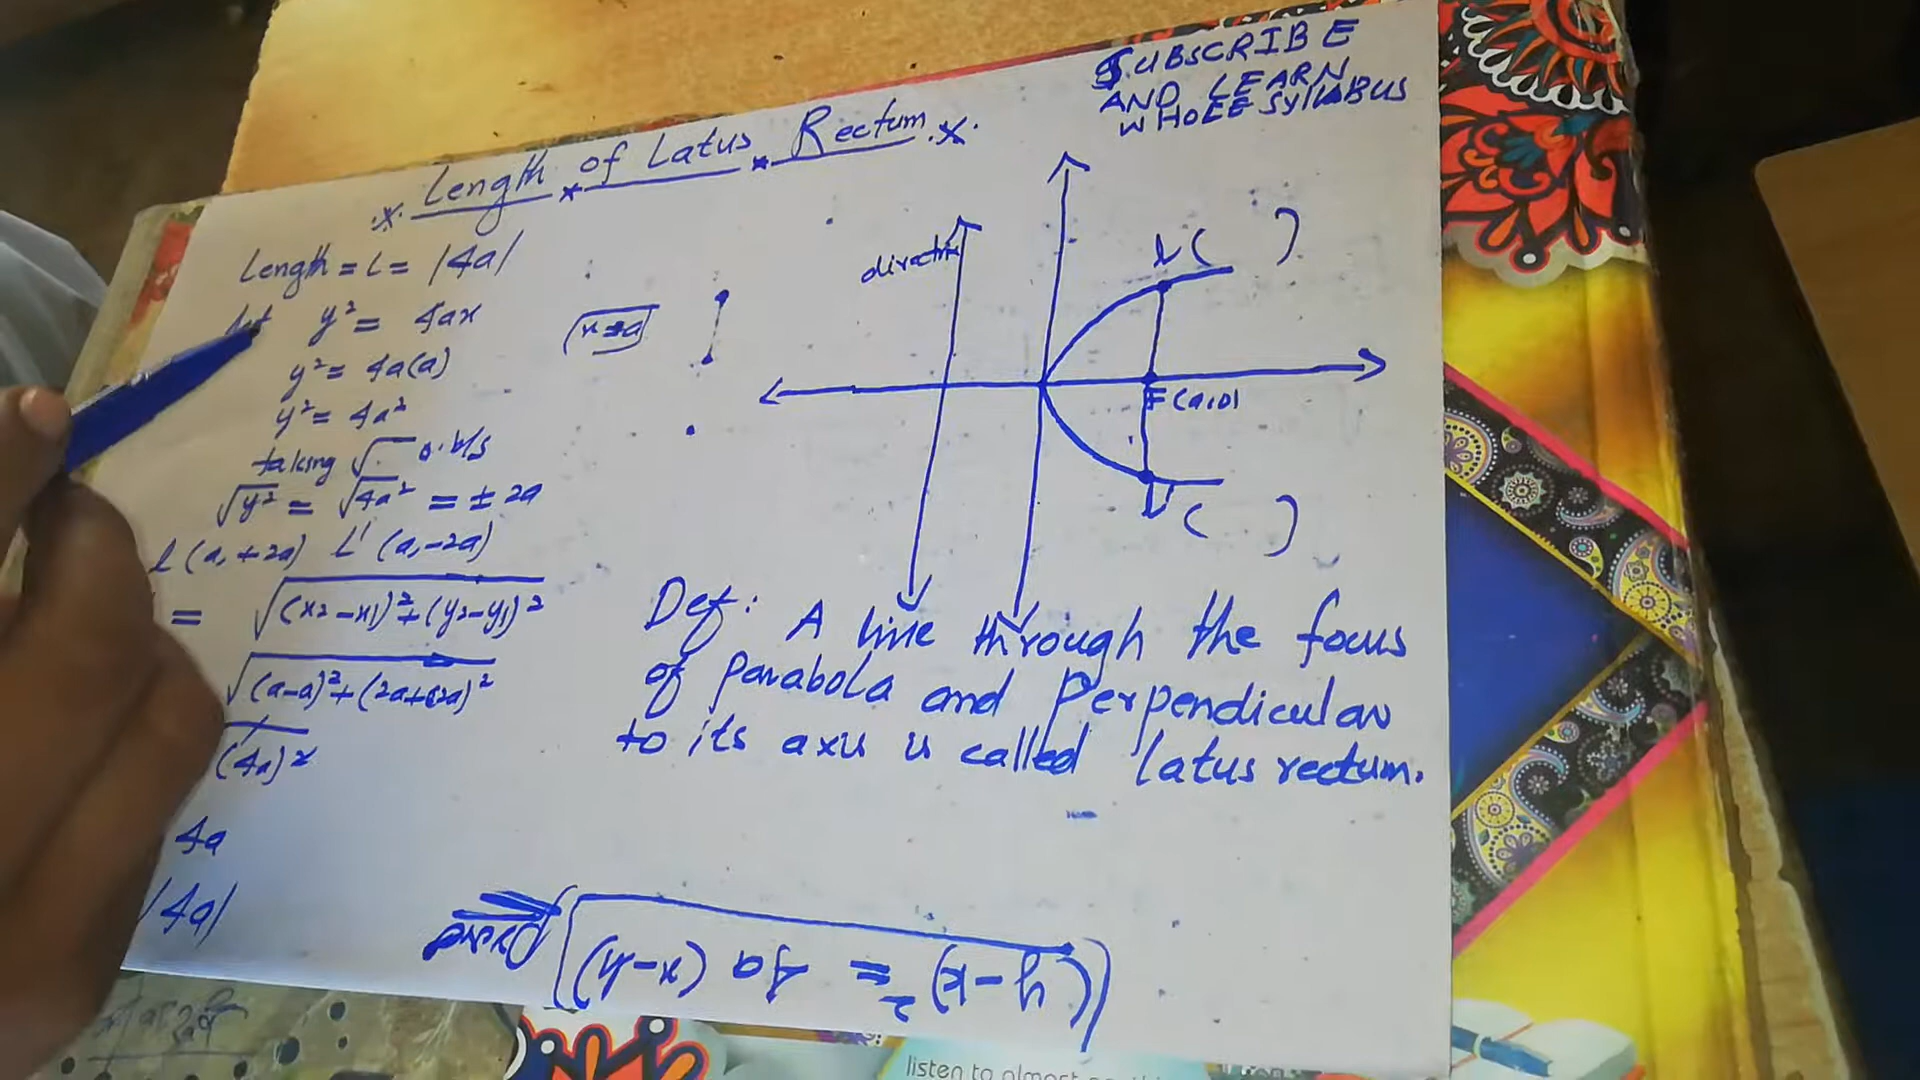 SUBSCRIBE
AND LEARN
WHOLE SYLLABUS
Length of Latus Rectum
Length = L = |4a|
let y² = 4ax
x=a
y² = 4a(a)
y² = 4a²
taking √ o.b/s
√y² = √4a² = ± 2a
L (a, +2a) L' (a, -2a)
= √(x₂-x₁)²+(y₂-y₁)²
√(a-a)²+(2a+2a)²
(4a)²
4a
|4a|
directrix
L ( )
F(a,0)
L' ( )
Def: A line through the focus
of parabola and perpendicular
to its axis is called latus rectum.
(y-k)² = 4a (x-h)
listen to almost